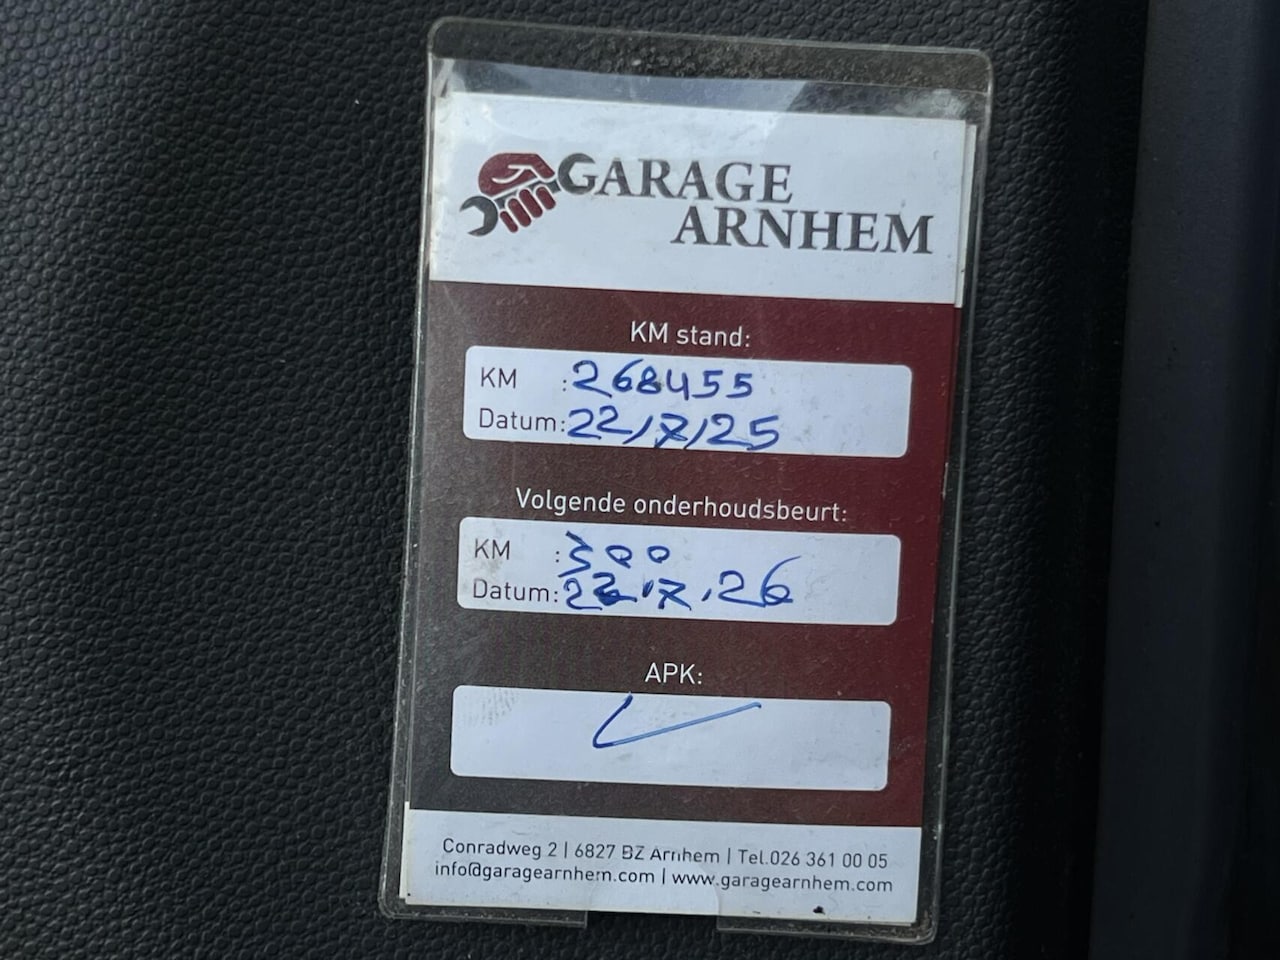 GARAGE
ARNHEM
KM stand:
KM : 268455
Datum: 22/7/25
Volgende onderhoudsbeurt:
KM : 300
Datum: 22.7.26
APK:
Conradweg 2 | 6827 BZ Arnhem | Tel.026 361 00 05
info@garagearnhem.com | www.garagearnhem.com